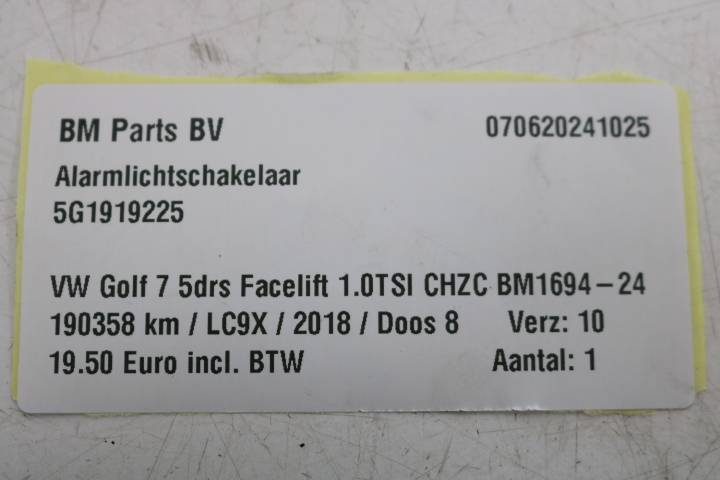 BM Parts BV 070620241025
Alarmlichtschakelaar
5G1919225
VW Golf 7 5drs Facelift 1.0TSI CHZC BM1694-24
190358 km / LC9X / 2018 / Doos 8 Verz: 10
19.50 Euro incl. BTW Aantal: 1